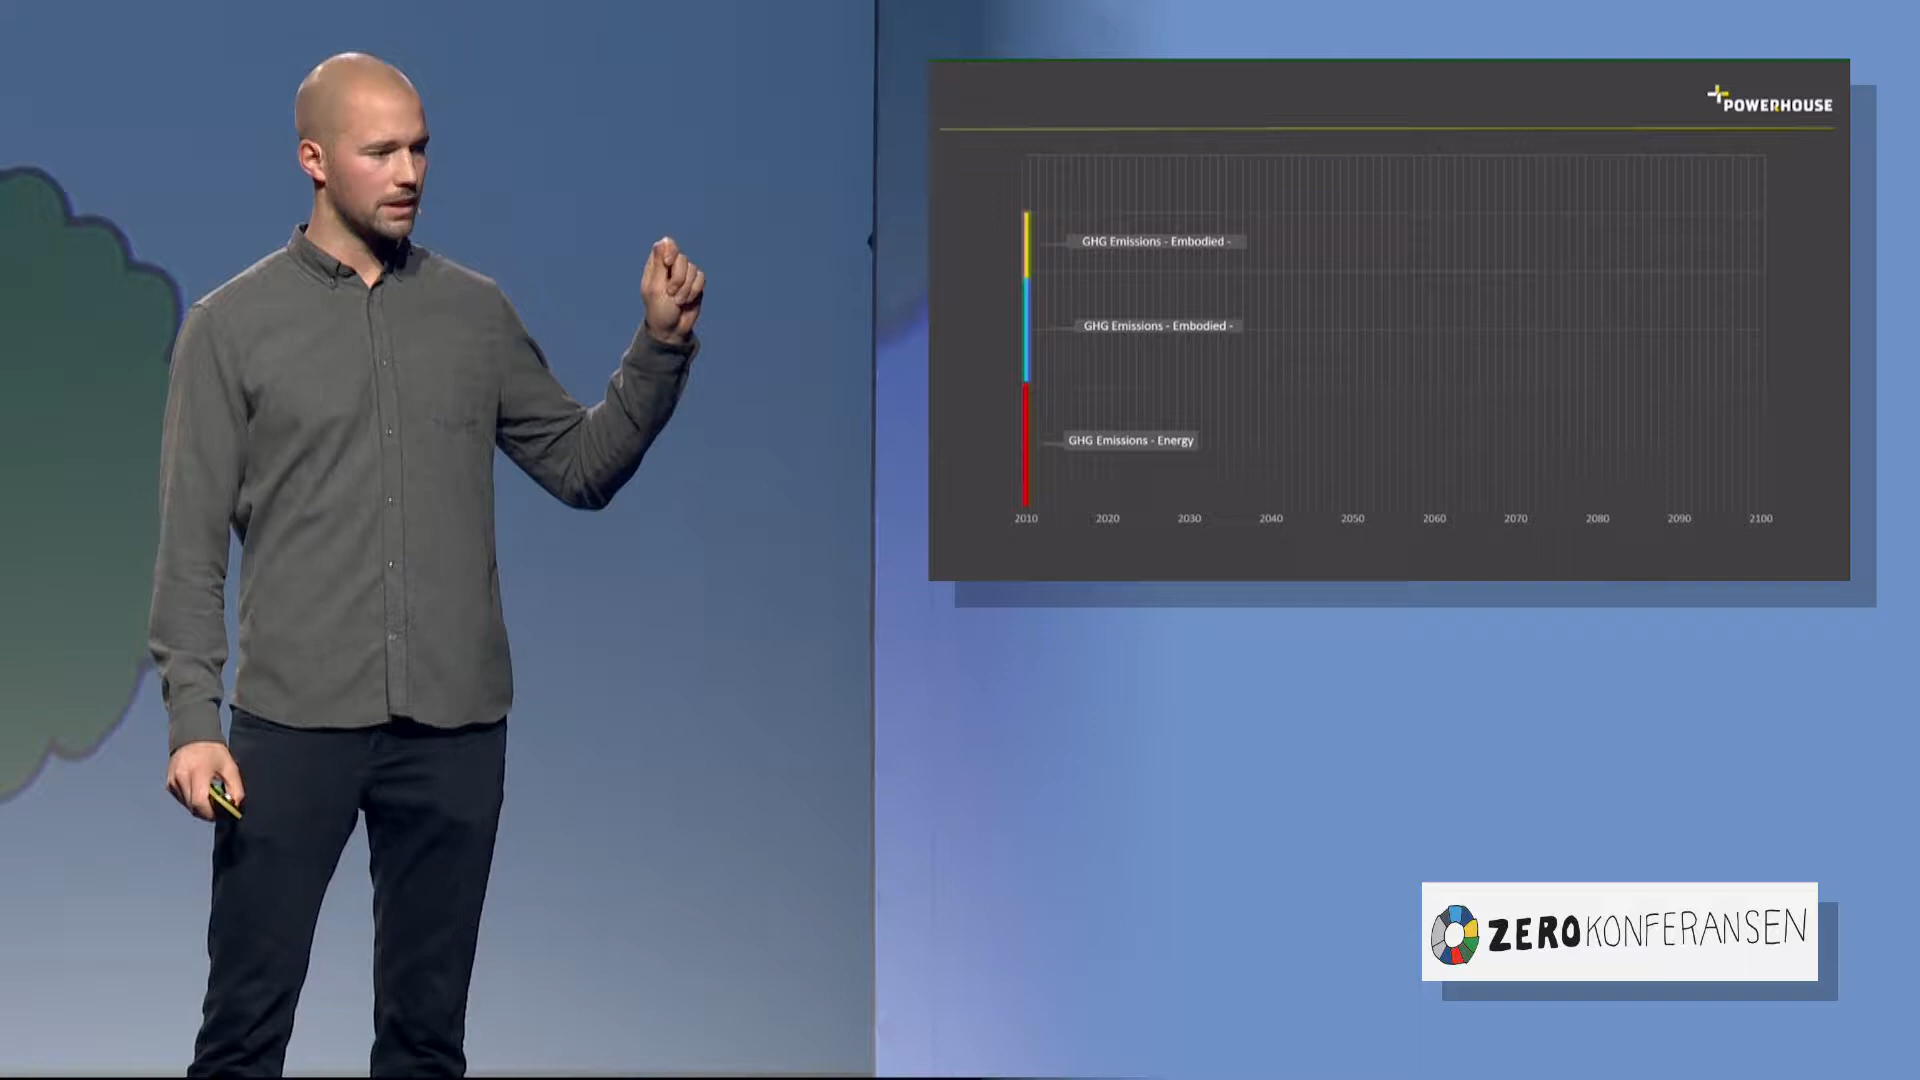 POWERHOUSE
GHG Emissions - Embodied -
GHG Emissions - Embodied -
GHG Emissions - Energy
2010 2020 2030 2040 2050 2060 2070 2080 2090 2100
ZEROKONFERANSEN